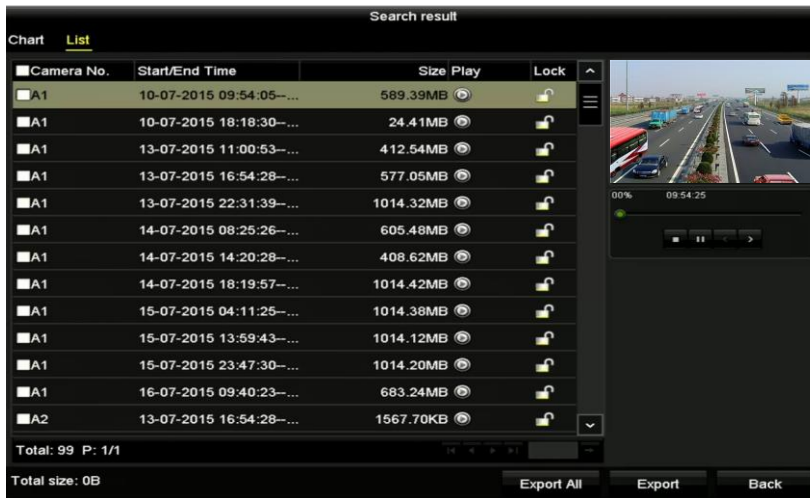 Search result
Chart List
Camera No. Start/End Time Size Play Lock
A1 10-07-2015 09:54:05--... 589.39MB
A1 10-07-2015 18:18:30--... 24.41MB
A1 13-07-2015 11:00:53--... 412.54MB
A1 13-07-2015 16:54:28--... 577.05MB
A1 13-07-2015 22:31:39--... 1014.32MB
A1 14-07-2015 08:25:26--... 605.48MB
A1 14-07-2015 14:20:28--... 408.62MB
A1 14-07-2015 18:19:57--... 1014.42MB
A1 15-07-2015 04:11:25--... 1014.38MB
A1 15-07-2015 13:59:43--... 1014.12MB
A1 15-07-2015 23:47:30--... 1014.20MB
A1 16-07-2015 09:40:23--... 683.24MB
A2 13-07-2015 16:54:28--... 1567.70KB
00% 09:54:25
Total: 99 P: 1/1
Total size: 0B
Export All Export Back